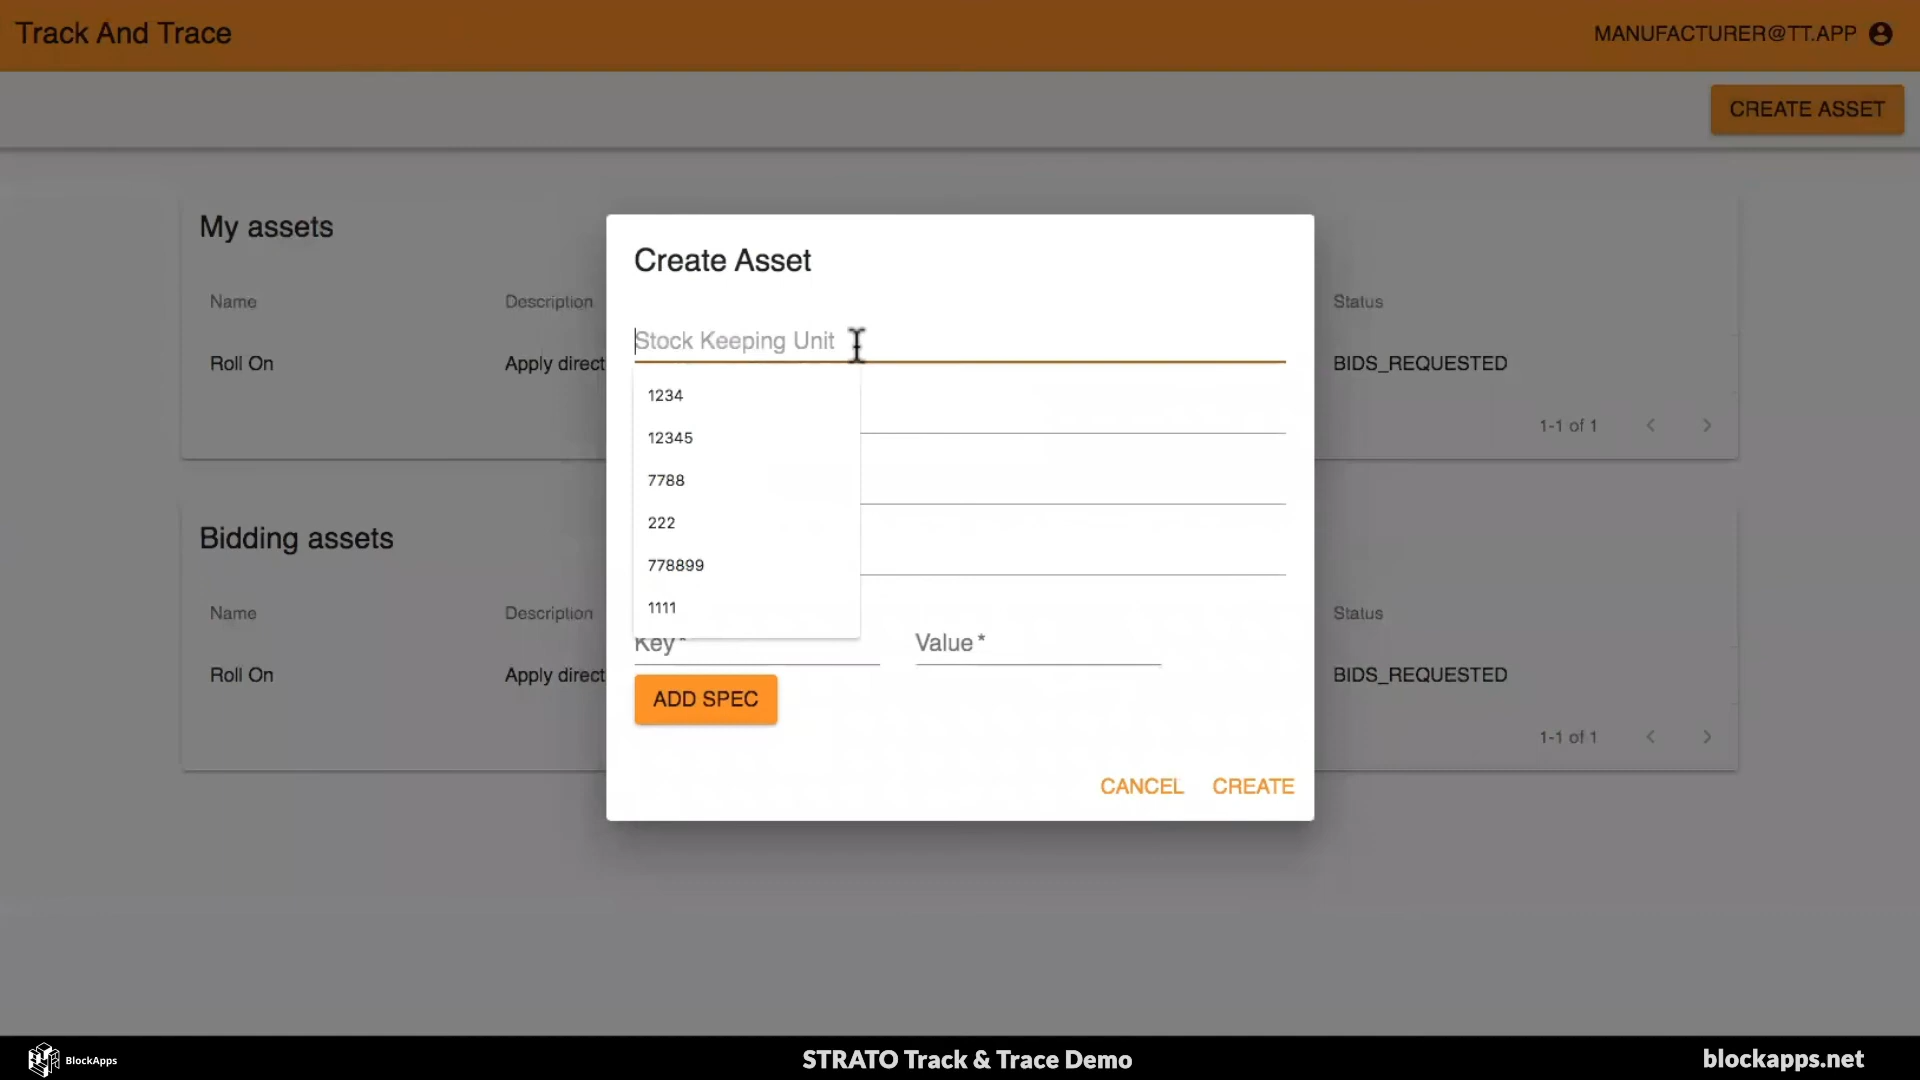 Track And Trace
MANUFACTURER@TT.APP
CREATE ASSET
My assets
Name Description Status
Roll On Apply direct BIDS_REQUESTED
1-1 of 1
Bidding assets
Name Description Status
Roll On Apply direct BIDS_REQUESTED
1-1 of 1
Create Asset
Stock Keeping Unit
1234
12345
7788
222
778899
1111
Key * Value *
ADD SPEC
CANCEL CREATE
BlockApps
STRATO Track & Trace Demo
blockapps.net